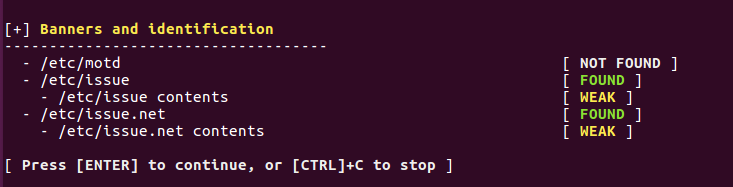 [+] Banners and identification
------------------------------------
- /etc/motd [ NOT FOUND ]
- /etc/issue [ FOUND ]
- /etc/issue contents [ WEAK ]
- /etc/issue.net [ FOUND ]
- /etc/issue.net contents [ WEAK ]
[ Press [ENTER] to continue, or [CTRL]+C to stop ]